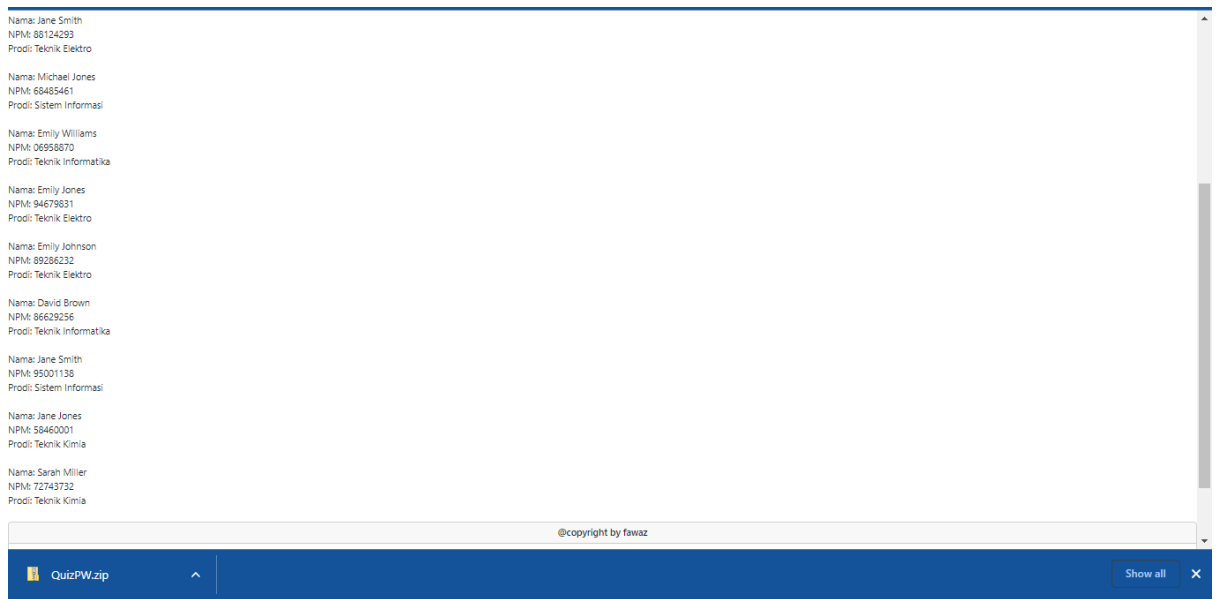 Nama: Jane Smith
NPM: 88124293
Prodi: Teknik Elektro
Nama: Michael Jones
NPM: 68485461
Prodi: Sistem Informasi
Nama: Emily Williams
NPM: 06958870
Prodi: Teknik Informatika
Nama: Emily Jones
NPM: 94679831
Prodi: Teknik Elektro
Nama: Emily Johnson
NPM: 89286232
Prodi: Teknik Elektro
Nama: David Brown
NPM: 86629256
Prodi: Teknik Informatika
Nama: Jane Smith
NPM: 95001138
Prodi: Sistem Informasi
Nama: Jane Jones
NPM: 58460001
Prodi: Teknik Kimia
Nama: Sarah Miller
NPM: 72743732
Prodi: Teknik Kimia
@copyright by fawaz
QuizPW.zip
Show all